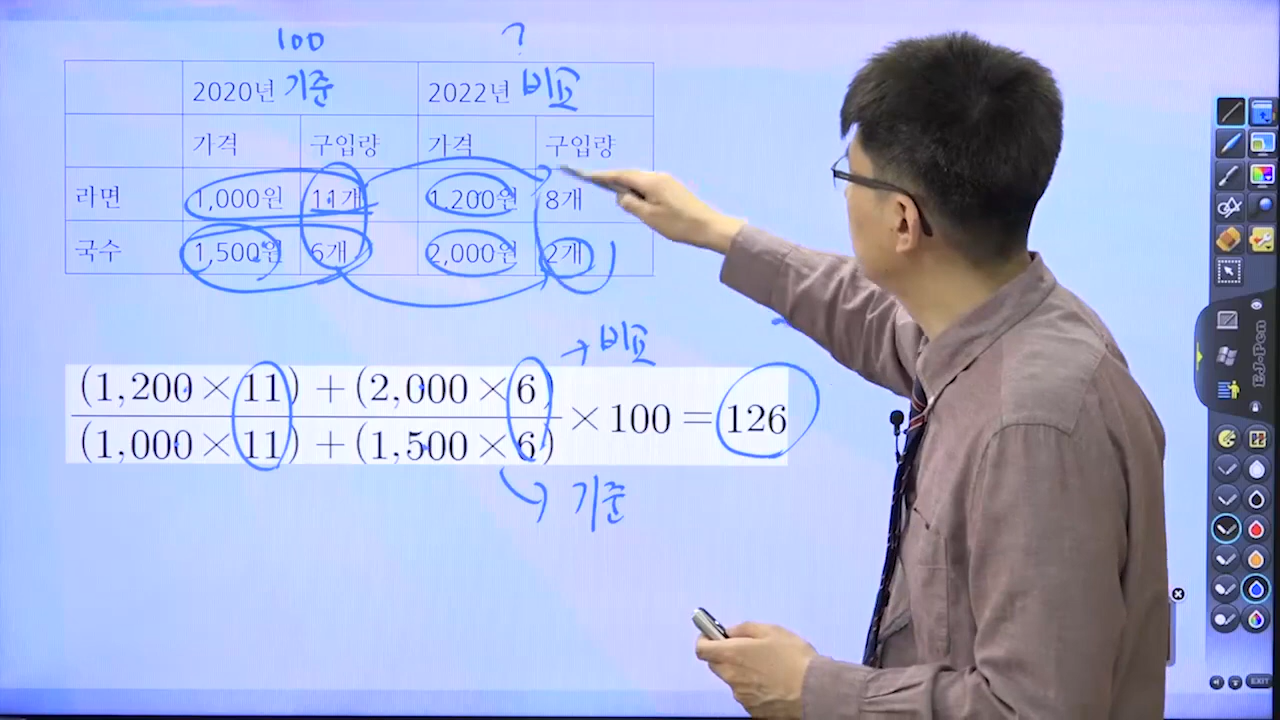 100 ?
2020년 기준 2022년 비교
가격 구입량 가격 구입량
라면 1,000원 11개 1,200원 8개
국수 1,500원 6개 2,000원 2개
→ 비교
(1,200 × 11) + (2,000 × 6)
(1,000 × 11) + (1,500 × 6)
× 100 = 126
→ 기준
EJ-Pen
EXIT